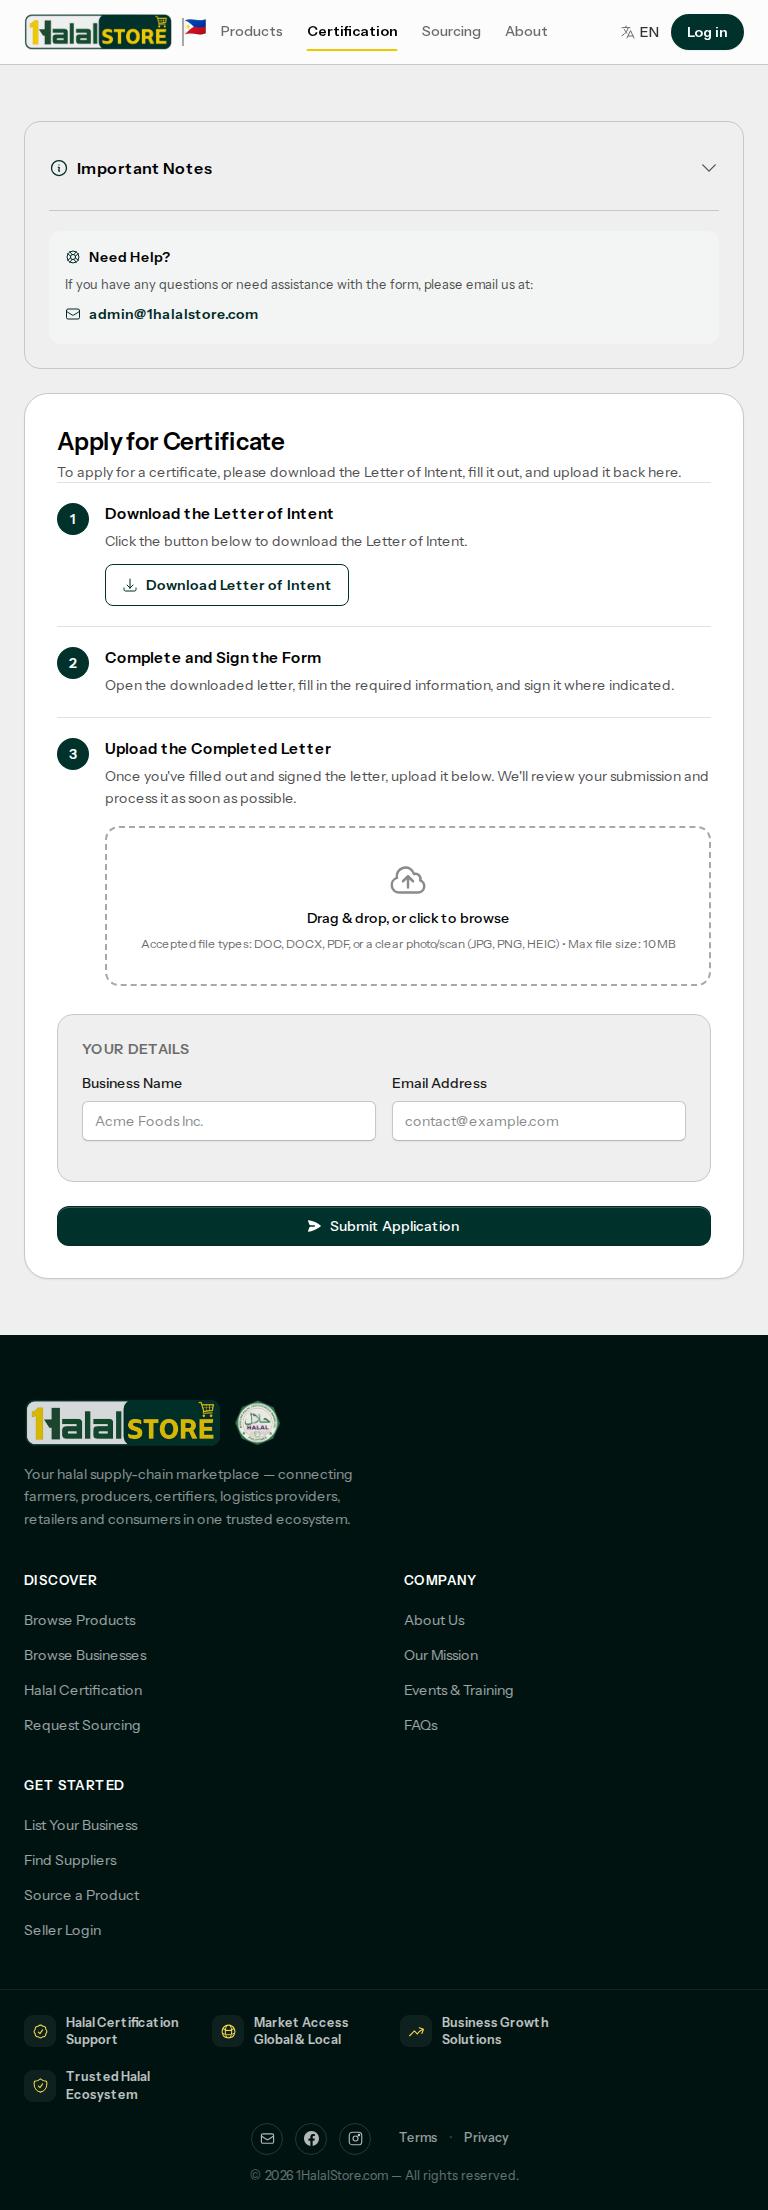 1Halal STORE
Products
Certification
Sourcing
About
EN
Log in
Important Notes
Need Help?
If you have any questions or need assistance with the form, please email us at:
admin@1halalstore.com
Apply for Certificate
To apply for a certificate, please download the Letter of Intent, fill it out, and upload it back here.
1
Download the Letter of Intent
Click the button below to download the Letter of Intent.
Download Letter of Intent
2
Complete and Sign the Form
Open the downloaded letter, fill in the required information, and sign it where indicated.
3
Upload the Completed Letter
Once you've filled out and signed the letter, upload it below. We'll review your submission and
process it as soon as possible.
Drag & drop, or click to browse
Accepted file types: DOC, DOCX, PDF, or a clear photo/scan (JPG, PNG, HEIC) • Max file size: 10 MB
YOUR DETAILS
Business Name
Email Address
Acme Foods Inc.
contact@example.com
Submit Application
1Halal STORE
حلال
HALAL
Your halal supply-chain marketplace — connecting
farmers, producers, certifiers, logistics providers,
retailers and consumers in one trusted ecosystem.
DISCOVER
Browse Products
Browse Businesses
Halal Certification
Request Sourcing
COMPANY
About Us
Our Mission
Events & Training
FAQs
GET STARTED
List Your Business
Find Suppliers
Source a Product
Seller Login
Halal Certification
Support
Market Access
Global & Local
Business Growth
Solutions
Trusted Halal
Ecosystem
Terms · Privacy
© 2026 1HalalStore.com — All rights reserved.